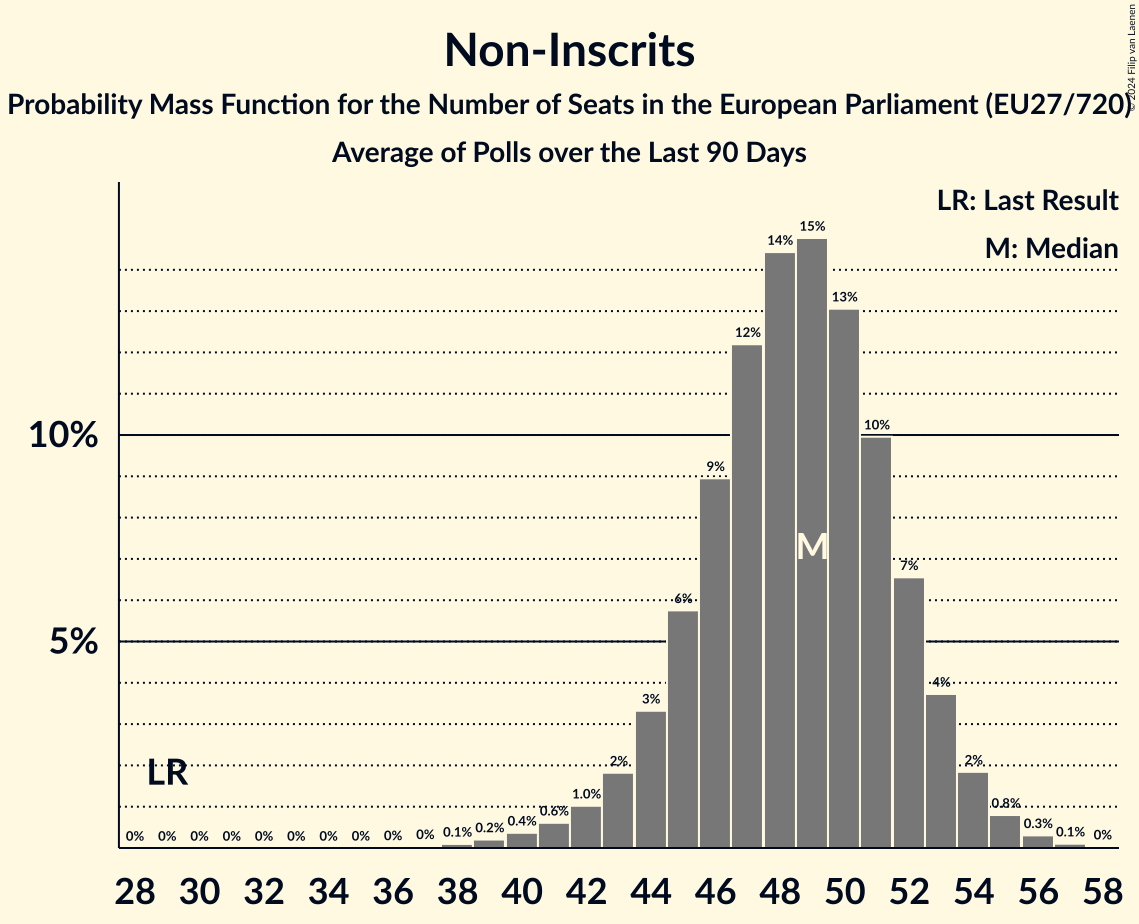 Non-Inscrits
© 2024 Filip van Laenen
Probability Mass Function for the Number of Seats in the European Parliament (EU27/720)
Average of Polls over the Last 90 Days
LR: Last Result
M: Median
15%
14%
13%
12%
10%
10%
9%
M
7%
6%
5%
4%
3%
2%
2%
LR
1.0%
0.6%
0.8%
0% 0% 0% 0% 0% 0% 0% 0% 0% 0% 0.1% 0.2% 0.4% 0.3% 0.1% 0%
28 30 32 34 36 38 40 42 44 46 48 50 52 54 56 58